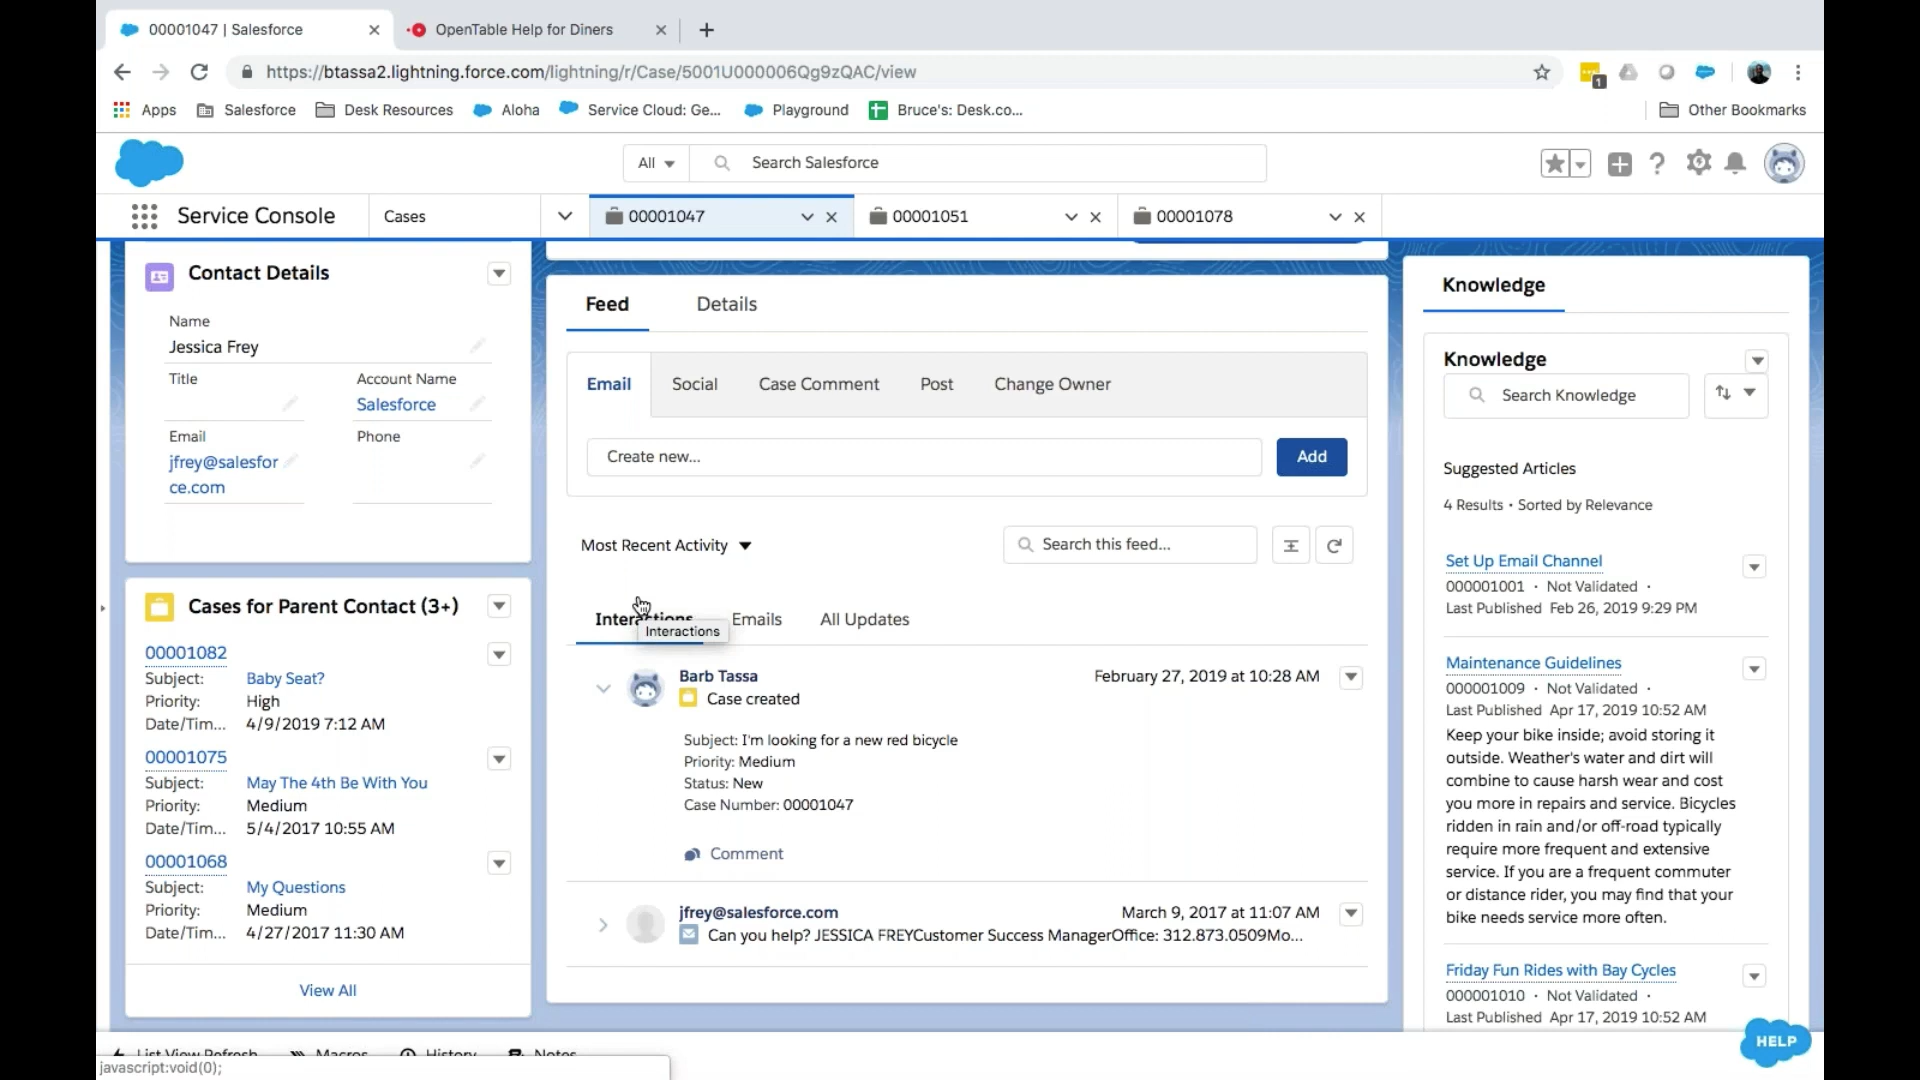 00001047 | Salesforce
OpenTable Help for Diners
https://btassa2.lightning.force.com/lightning/r/Case/5001U000006Qg9zQAC/view
1
Apps
Salesforce
Desk Resources
Aloha
Service Cloud: Ge...
Playground
Bruce's: Desk.co...
Other Bookmarks
All
Search Salesforce
Service Console
Cases
00001047
00001051
00001078
Contact Details
Name
Jessica Frey
Title
Account Name
Salesforce
Email
Phone
jfrey@salesfor
ce.com
Cases for Parent Contact (3+)
00001082
Subject: Baby Seat?
Priority: High
Date/Tim... 4/9/2019 7:12 AM
00001075
Subject: May The 4th Be With You
Priority: Medium
Date/Tim... 5/4/2017 10:55 AM
00001068
Subject: My Questions
Priority: Medium
Date/Tim... 4/27/2017 11:30 AM
View All
Feed
Details
Email
Social
Case Comment
Post
Change Owner
Create new...
Add
Most Recent Activity
Search this feed...
Interactions
Emails
All Updates
Interactions
Barb Tassa
February 27, 2019 at 10:28 AM
Case created
Subject: I'm looking for a new red bicycle
Priority: Medium
Status: New
Case Number: 00001047
Comment
jfrey@salesforce.com
March 9, 2017 at 11:07 AM
Can you help? JESSICA FREYCustomer Success ManagerOffice: 312.873.0509Mo...
Knowledge
Knowledge
Search Knowledge
Suggested Articles
4 Results • Sorted by Relevance
Set Up Email Channel
000001001 • Not Validated •
Last Published Feb 26, 2019 9:29 PM
Maintenance Guidelines
000001009 • Not Validated •
Last Published Apr 17, 2019 10:52 AM
Keep your bike inside; avoid storing it
outside. Weather's water and dirt will
combine to cause harsh wear and cost
you more in repairs and service. Bicycles
ridden in rain and/or off-road typically
require more frequent and extensive
service. If you are a frequent commuter
or distance rider, you may find that your
bike needs service more often.
Friday Fun Rides with Bay Cycles
000001010 • Not Validated •
Last Published Apr 17, 2019 10:52 AM
HELP
List View Refresh
Macros
History
Notes
javascript:void(0);